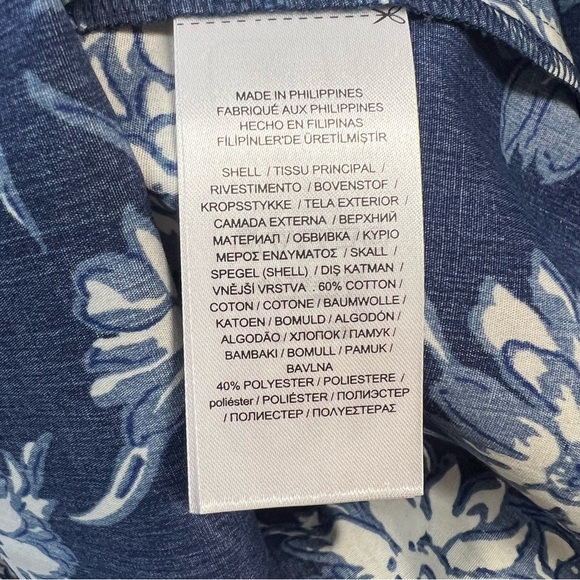 MADE IN PHILIPPINES
FABRIQUÉ AUX PHILIPPINES
HECHO EN FILIPINAS
FİLİPİNLER'DE ÜRETİLMİŞTİR
SHELL / TISSU PRINCIPAL /
RIVESTIMENTO / BOVENSTOF /
KROPSSTYKKE / TELA EXTERIOR /
CAMADA EXTERNA / ВЕРХНИЙ
МАТЕРИАЛ / ОБВИВКА / ΚΥΡΙΟ
ΜΕΡΟΣ ΕΝΔΥΜΑΤΟΣ / SKALL /
SPEGEL (SHELL) / DIŞ KATMAN /
VNĚJŠÍ VRSTVA . 60% COTTON /
COTON / COTONE / BAUMWOLLE /
KATOEN / BOMULD / ALGODÓN /
ALGODÃO / ХЛОПОК / ПАМУК /
ΒΑΜΒΑΚΙ / BOMULL / PAMUK /
BAVLNA
40% POLYESTER / POLIESTERE /
poliéster / POLIÉSTER / ПОЛИЭСТЕР
/ ПОЛИЕСТЕР / ΠΟΛΥΕΣΤΕΡΑΣ